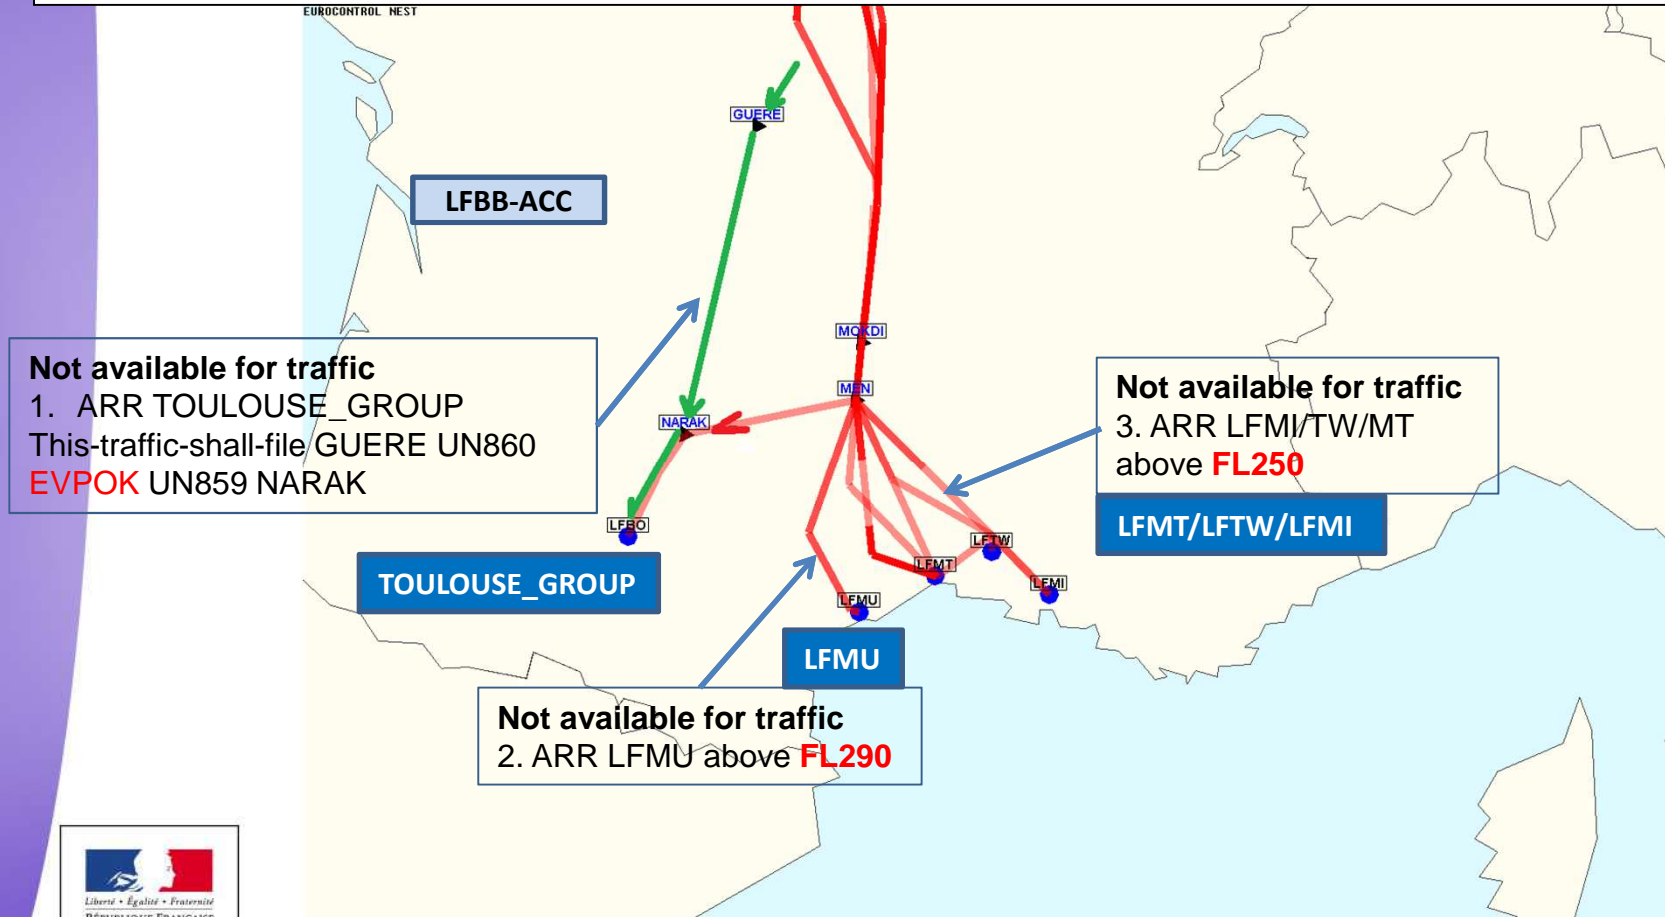 EUROCONTROL NEST
GUERE
LFBB-ACC
MOKDI
Not available for traffic
1. ARR TOULOUSE_GROUP
This-traffic-shall-file GUERE UN860
EVPOK UN859 NARAK
MEN
NARAK
Not available for traffic
3. ARR LFMI/TW/MT
above FL250
LFMT/LFTW/LFMI
LFBO
LFTW
LFMT
LFMI
TOULOUSE_GROUP
LFMU
LFMU
Not available for traffic
2. ARR LFMU above FL290
Liberté • Égalité • Fraternité
RÉPUBLIQUE FRANÇAISE